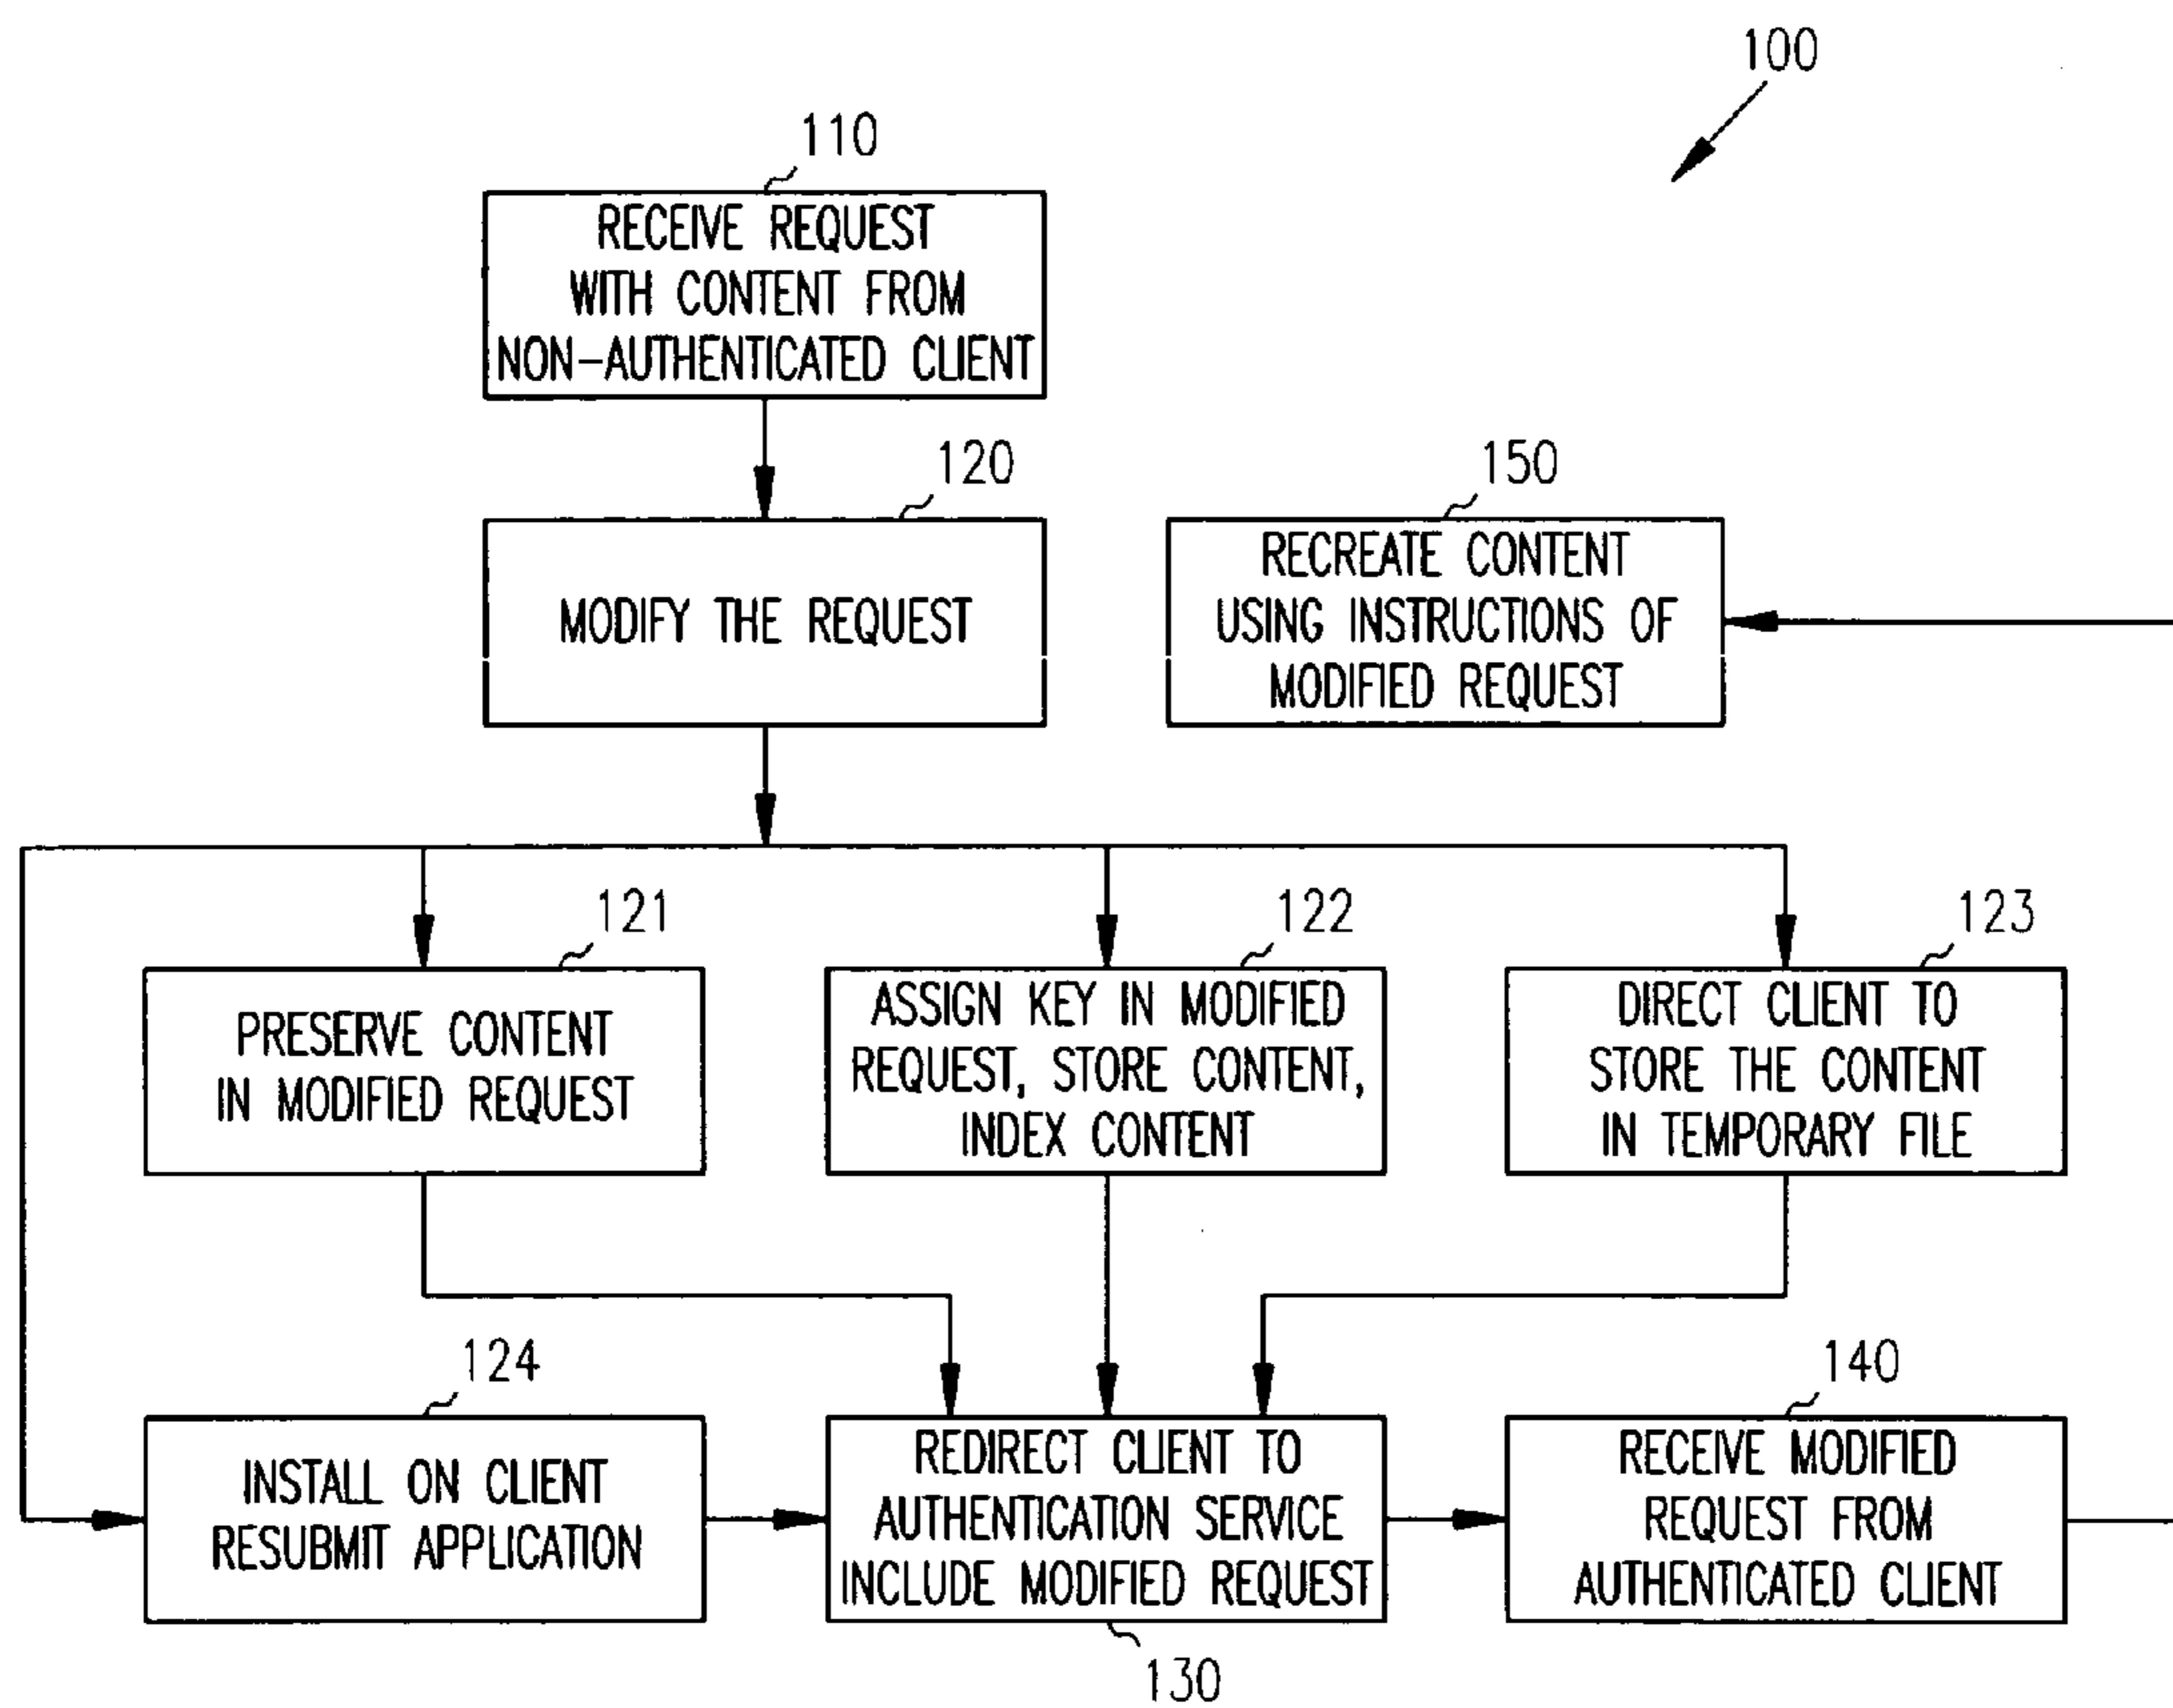 100
110
RECEIVE REQUEST
WITH CONTENT FROM
NON-AUTHENTICATED CLIENT
120
MODIFY THE REQUEST
150
RECREATE CONTENT
USING INSTRUCTIONS OF
MODIFIED REQUEST
121
PRESERVE CONTENT
IN MODIFIED REQUEST
122
ASSIGN KEY IN MODIFIED
REQUEST, STORE CONTENT,
INDEX CONTENT
123
DIRECT CLIENT TO
STORE THE CONTENT
IN TEMPORARY FILE
124
INSTALL ON CLIENT
RESUBMIT APPLICATION
REDIRECT CLIENT TO
AUTHENTICATION SERVICE
INCLUDE MODIFIED REQUEST
130
140
RECEIVE MODIFIED
REQUEST FROM
AUTHENTICATED CLIENT